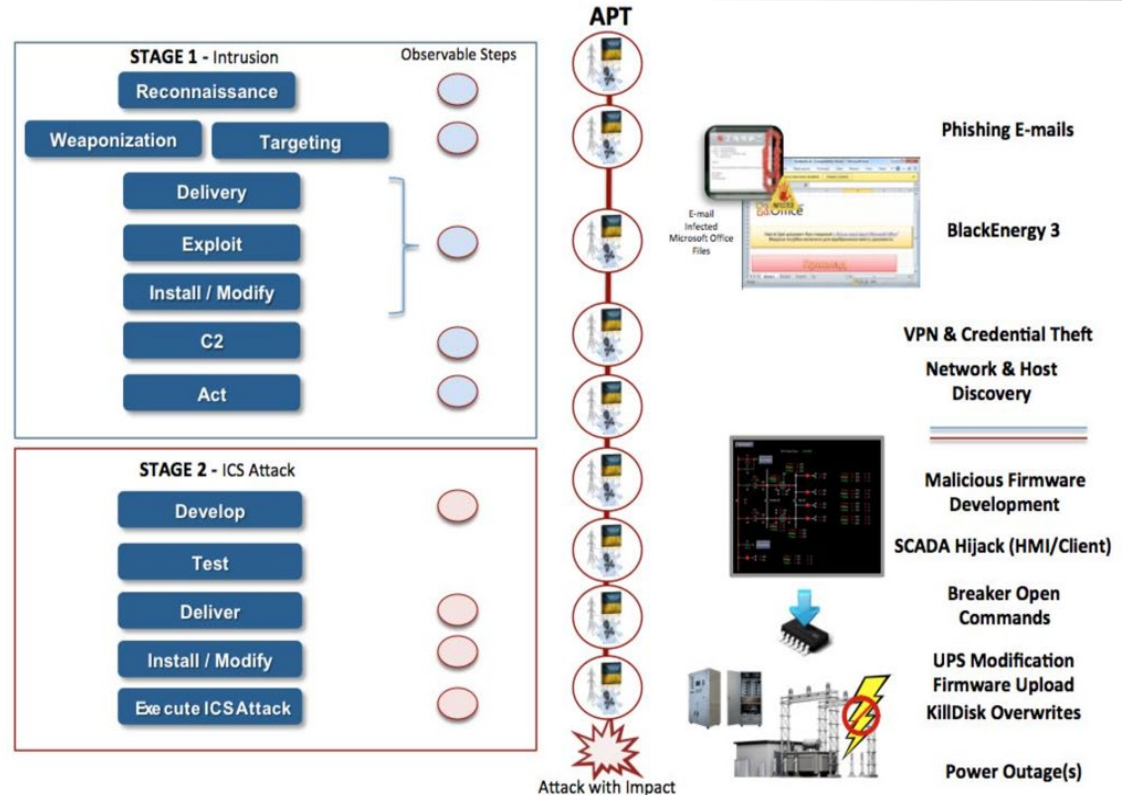 APT
STAGE 1 - Intrusion
Observable Steps
Reconnaissance
Weaponization
Targeting
Delivery
Exploit
Install / Modify
C2
Act
STAGE 2 - ICS Attack
Develop
Test
Deliver
Install / Modify
Execute ICS Attack
Attack with Impact
E-mail
Infected
Microsoft Office
Files
Office
Phishing E-mails
BlackEnergy 3
VPN & Credential Theft
Network & Host
Discovery
Malicious Firmware
Development
SCADA Hijack (HMI/Client)
Breaker Open
Commands
UPS Modification
Firmware Upload
KillDisk Overwrites
Power Outage(s)